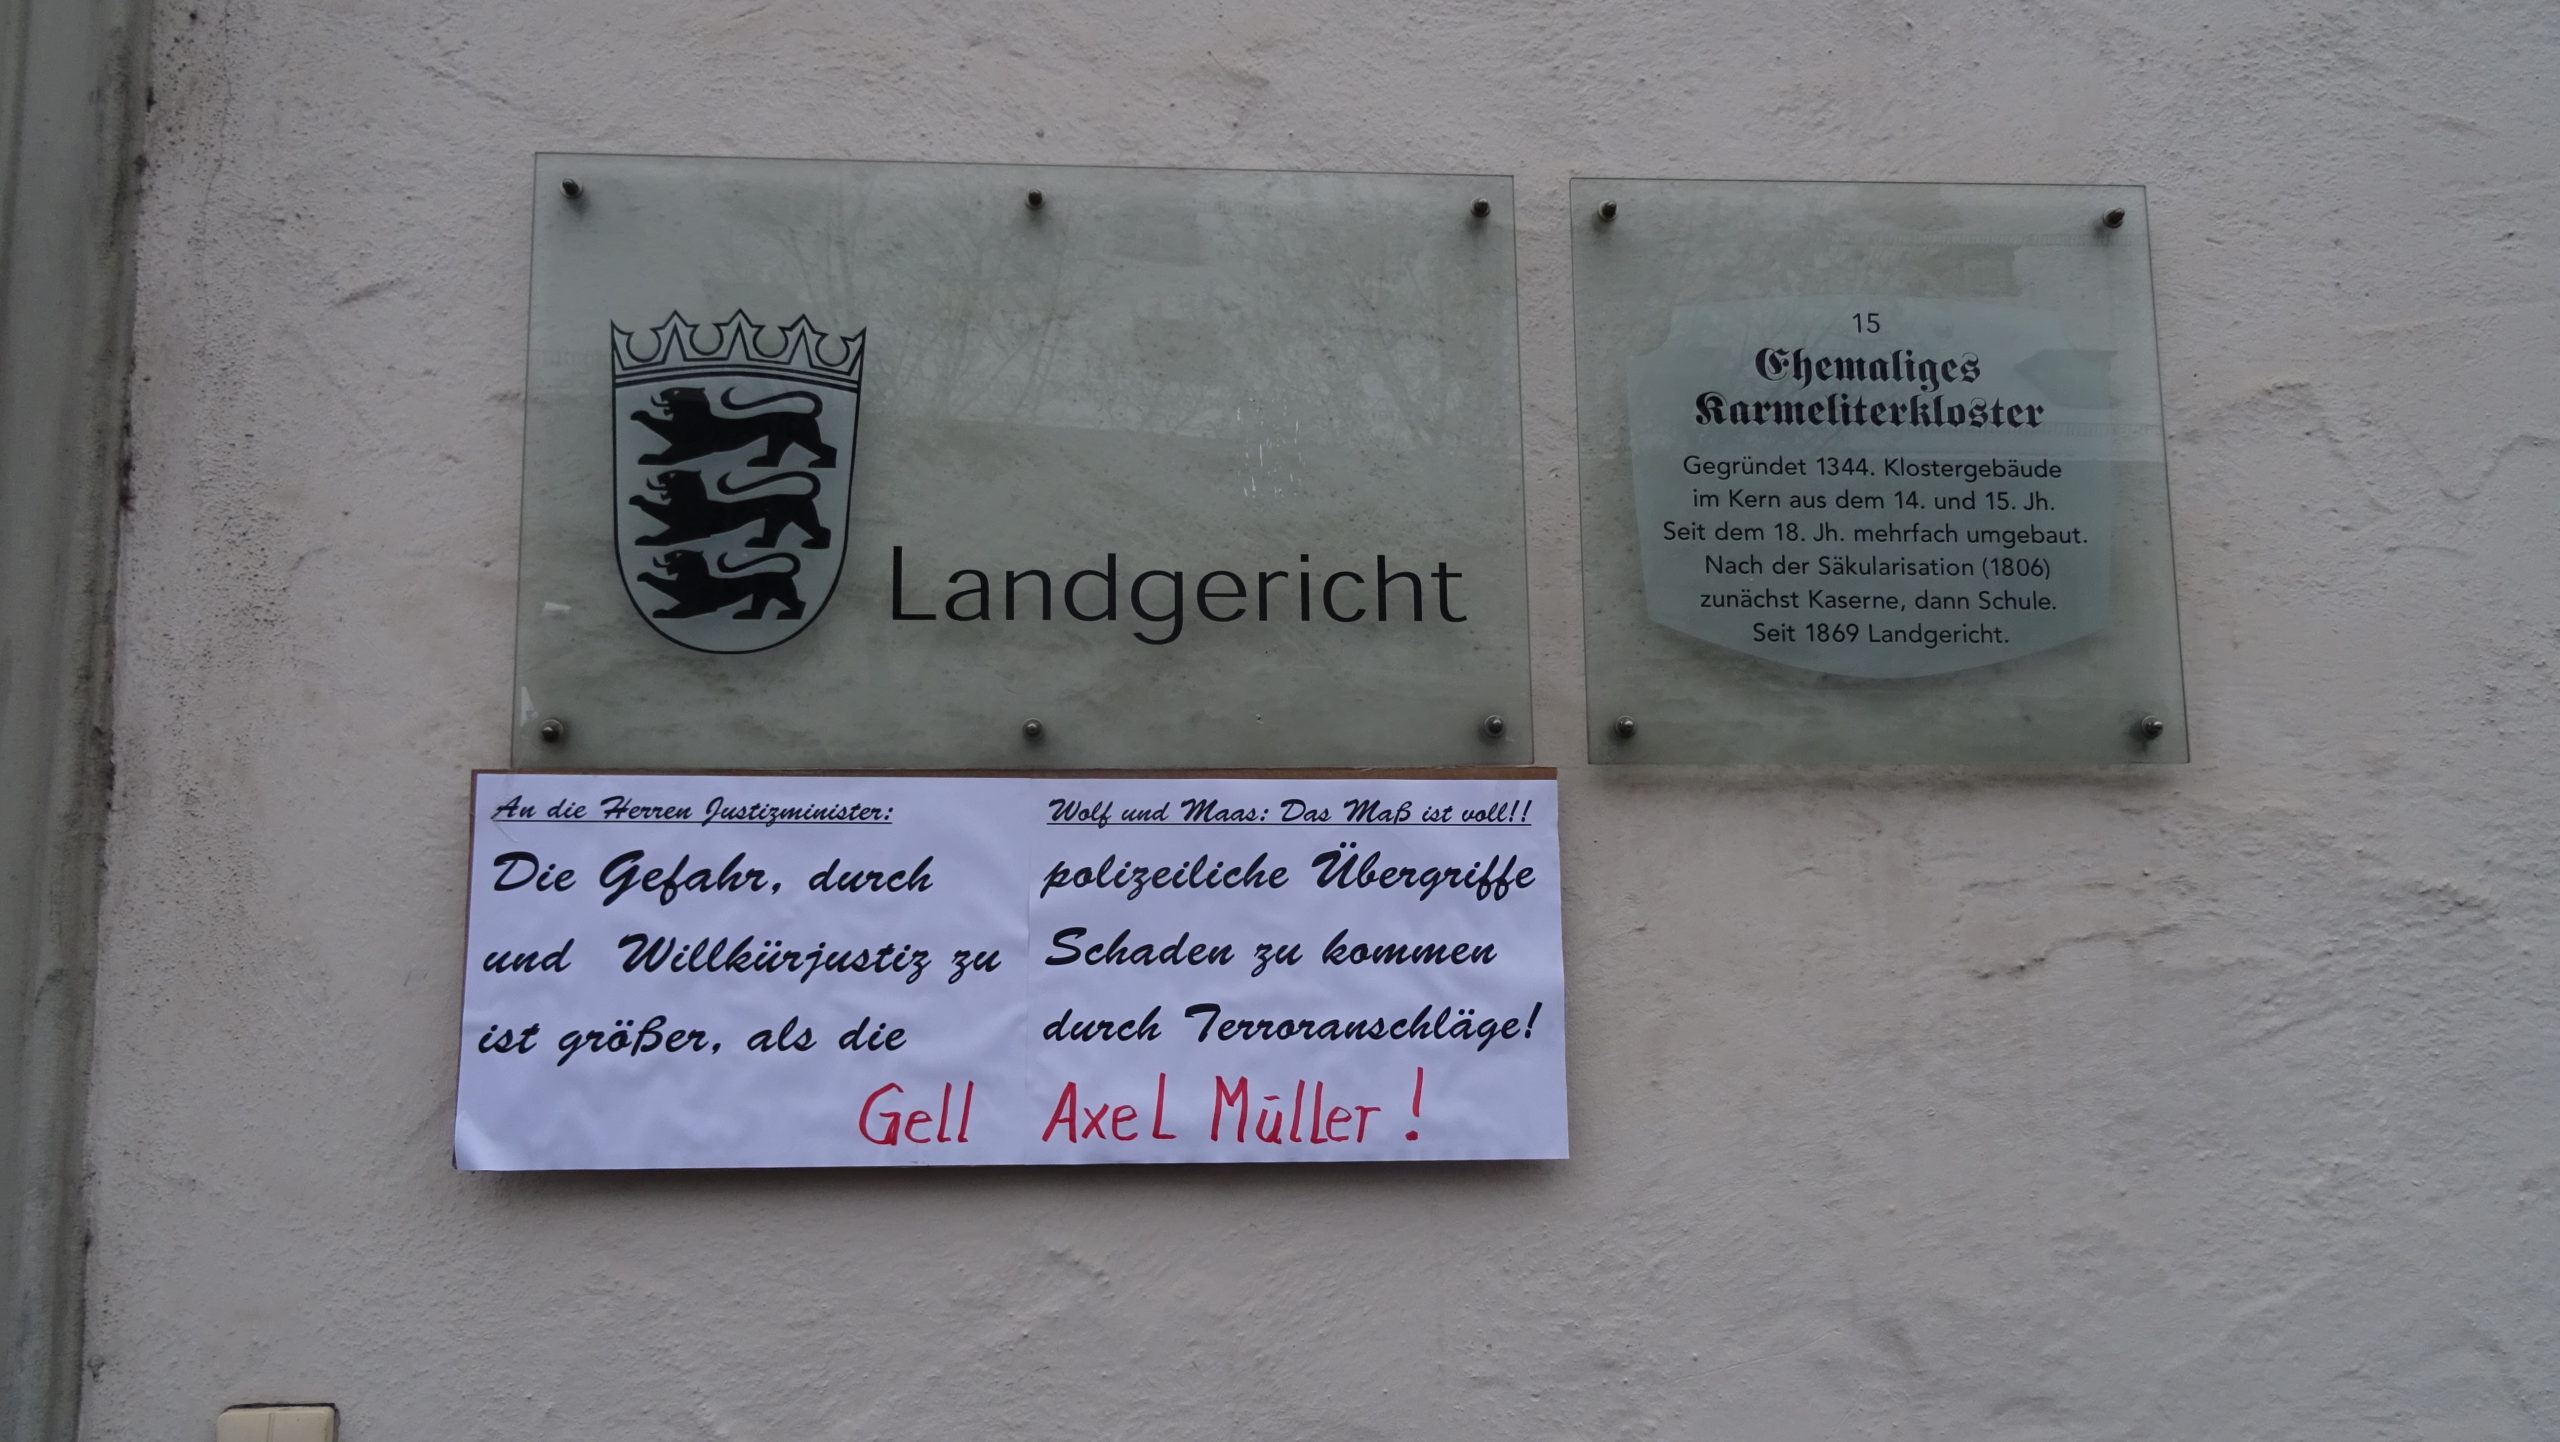 Landgericht
15
Ehemaliges
Karmeliterkloster
Gegründet 1344. Klostergebäude
im Kern aus dem 14. und 15. Jh.
Seit dem 18. Jh. mehrfach umgebaut.
Nach der Säkularisation (1806)
zunächst Kaserne, dann Schule.
Seit 1869 Landgericht.
An die Herren Justizminister: Wolf und Maas: Das Maß ist voll!!
Die Gefahr, durch polizeiliche Übergriffe
und Willkürjustiz zu Schaden zu kommen
ist größer, als die durch Terroranschläge!
Gell Axel Müller!